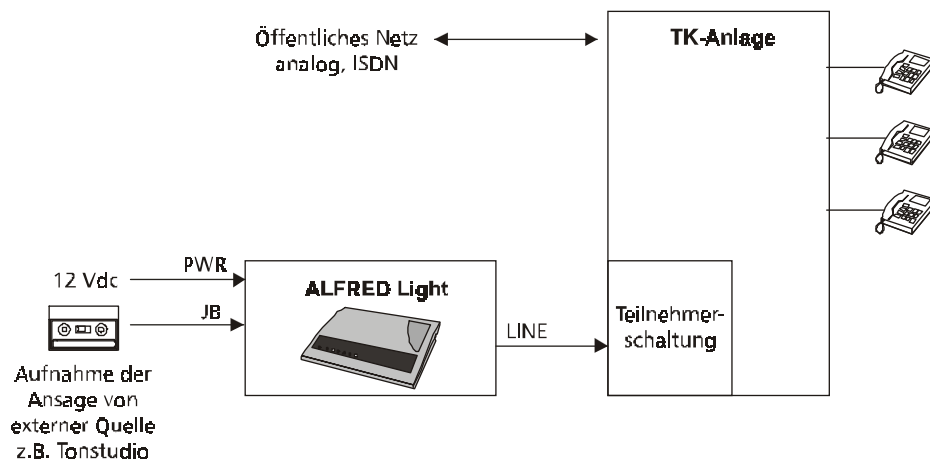 Öffentliches Netz
analog, ISDN
TK-Anlage
12 Vdc
PWR
JB
ALFRED Light
LINE
Teilnehmer-
schaltung
Aufnahme der
Ansage von
externer Quelle
z.B. Tonstudio